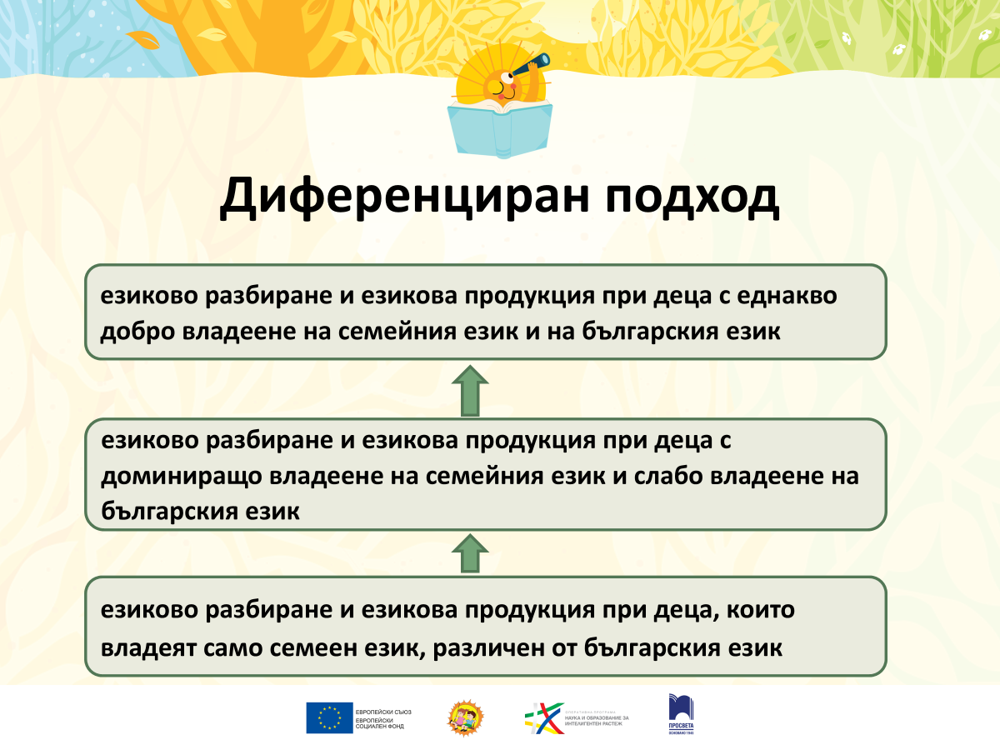 Диференциран подход
езиково разбиране и езикова продукция при деца с еднакво
добро владеене на семейния език и на българския език
езиково разбиране и езикова продукция при деца с
доминиращо владеене на семейния език и слабо владеене на
българския език
езиково разбиране и езикова продукция при деца, които
владеят само семеен език, различен от българския език
ЕВРОПЕЙСКИ СЪЮЗ
ЕВРОПЕЙСКИ
СОЦИАЛЕН ФОНД
ОПЕРАТИВНА ПРОГРАМА
НАУКА И ОБРАЗОВАНИЕ ЗА
ИНТЕЛИГЕНТЕН РАСТЕЖ
ПРОСВЕТА
ОСНОВАНО 1945